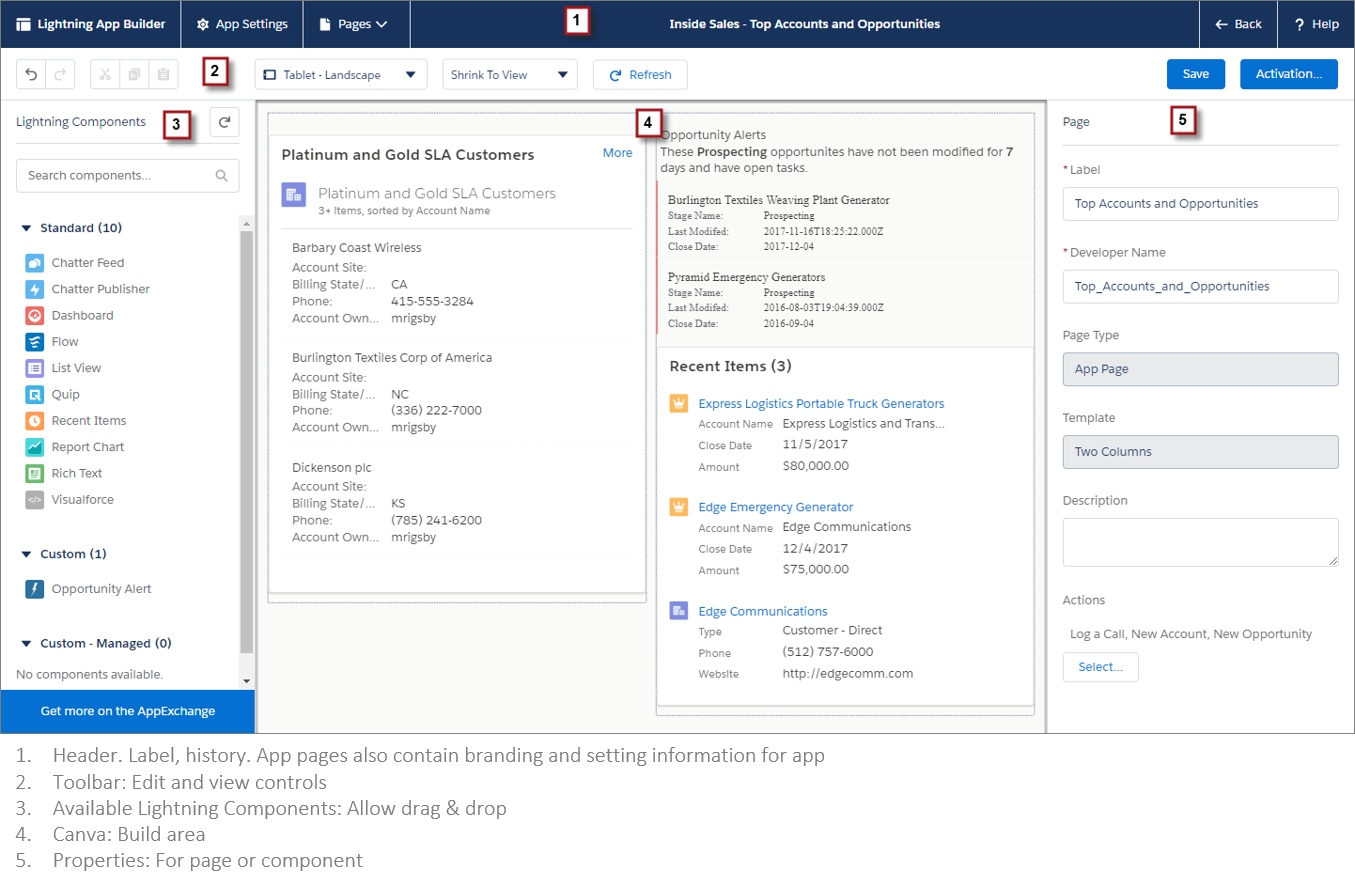 Lightning App Builder App Settings Pages 1 Inside Sales - Top Accounts and Opportunities Back ? Help
2 Tablet - Landscape Shrink To View Refresh Save Activation...
Lightning Components 3
Search components...
Standard (10)
Chatter Feed
Chatter Publisher
Dashboard
Flow
List View
Quip
Recent Items
Report Chart
Rich Text
Visualforce
Custom (1)
Opportunity Alert
Custom - Managed (0)
No components available.
Get more on the AppExchange
4
Platinum and Gold SLA Customers More
Platinum and Gold SLA Customers
3+ Items, sorted by Account Name
Barbary Coast Wireless
Account Site:
Billing State/... CA
Phone: 415-555-3284
Account Own... mrigsby
Burlington Textiles Corp of America
Account Site:
Billing State/... NC
Phone: (336) 222-7000
Account Own... mrigsby
Dickenson plc
Account Site:
Billing State/... KS
Phone: (785) 241-6200
Account Own... mrigsby
Opportunity Alerts
These Prospecting opportunites have not been modified for 7
days and have open tasks.
Burlington Textiles Weaving Plant Generator
Stage Name: Prospecting
Last Modifed: 2017-11-16T18:25:22.000Z
Close Date: 2017-12-04
Pyramid Emergency Generators
Stage Name: Prospecting
Last Modifed: 2016-08-03T19:04:39.000Z
Close Date: 2016-09-04
Recent Items (3)
Express Logistics Portable Truck Generators
Account Name Express Logistics and Trans...
Close Date 11/5/2017
Amount $80,000.00
Edge Emergency Generator
Account Name Edge Communications
Close Date 12/4/2017
Amount $75,000.00
Edge Communications
Type Customer - Direct
Phone (512) 757-6000
Website http://edgecomm.com
Page 5
* Label
Top Accounts and Opportunities
* Developer Name
Top_Accounts_and_Opportunities
Page Type
App Page
Template
Two Columns
Description
Actions
Log a Call, New Account, New Opportunity
Select...
1. Header. Label, history. App pages also contain branding and setting information for app
2. Toolbar: Edit and view controls
3. Available Lightning Components: Allow drag & drop
4. Canva: Build area
5. Properties: For page or component